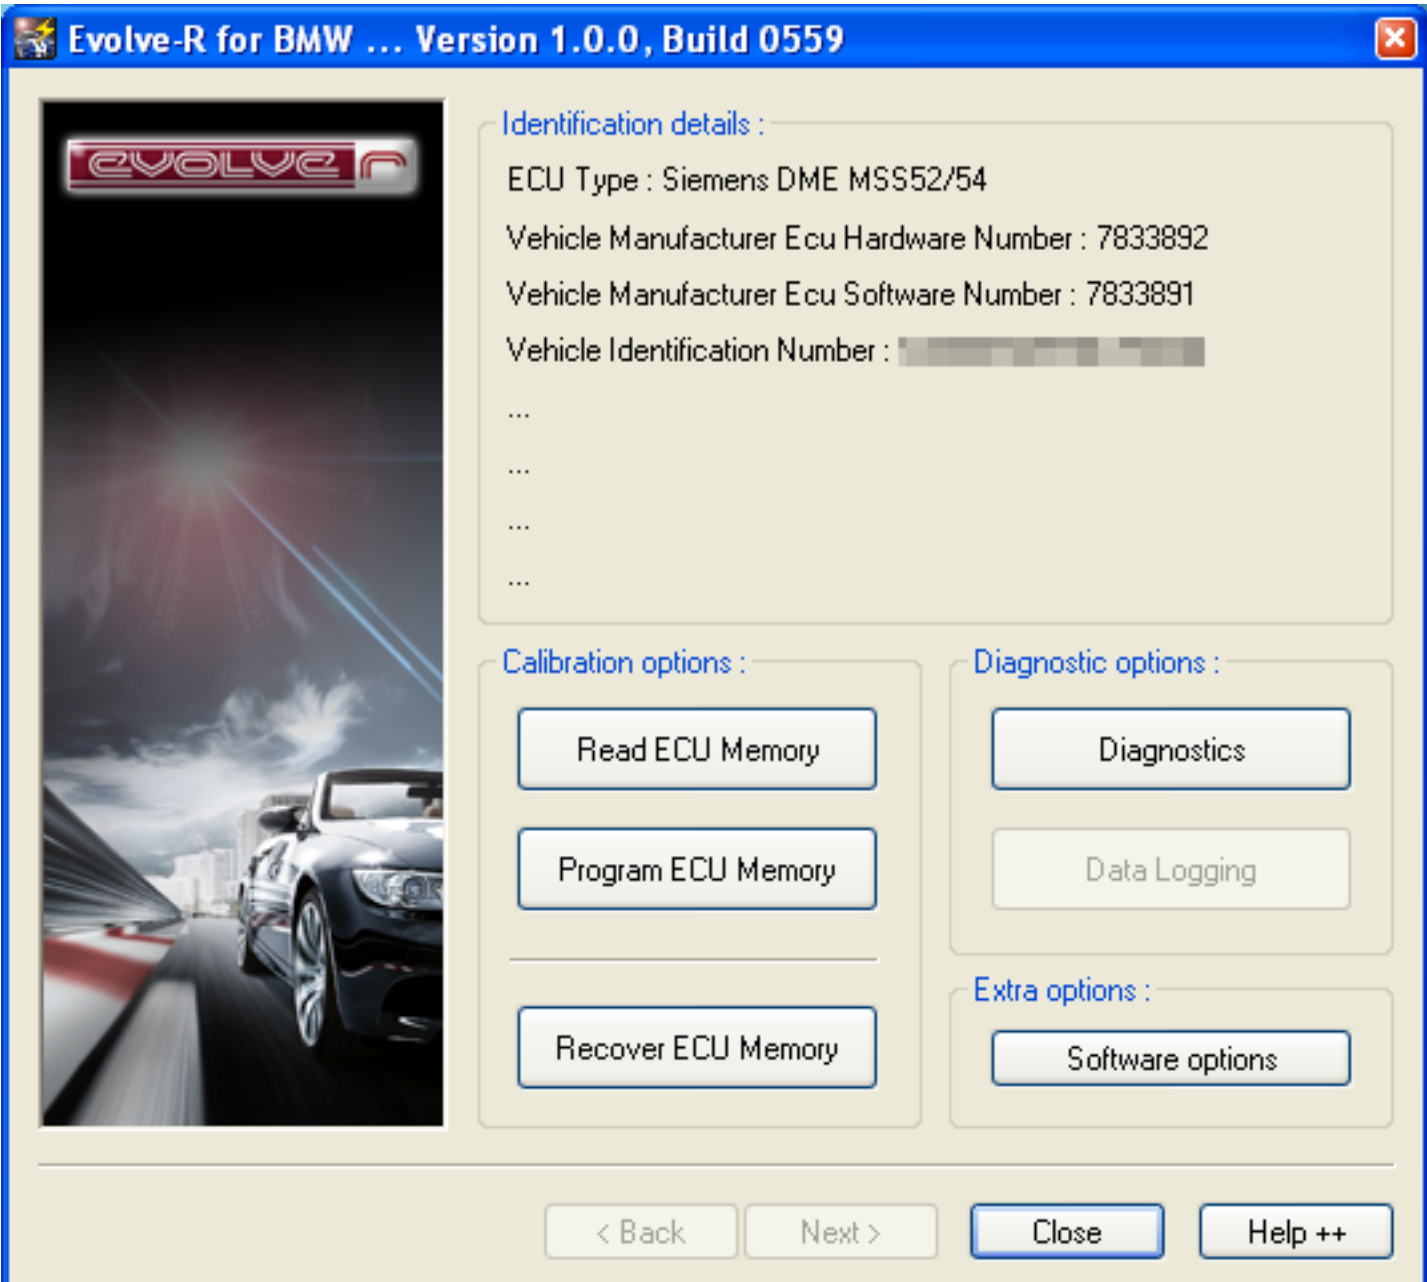 Evolve-R for BMW ... Version 1.0.0, Build 0559
evolve r
Identification details :
ECU Type : Siemens DME MSS52/54
Vehicle Manufacturer Ecu Hardware Number : 7833892
Vehicle Manufacturer Ecu Software Number : 7833891
Vehicle Identification Number :
...
...
...
...
Calibration options :
Read ECU Memory
Program ECU Memory
Recover ECU Memory
Diagnostic options :
Diagnostics
Data Logging
Extra options :
Software options
< Back
Next >
Close
Help ++